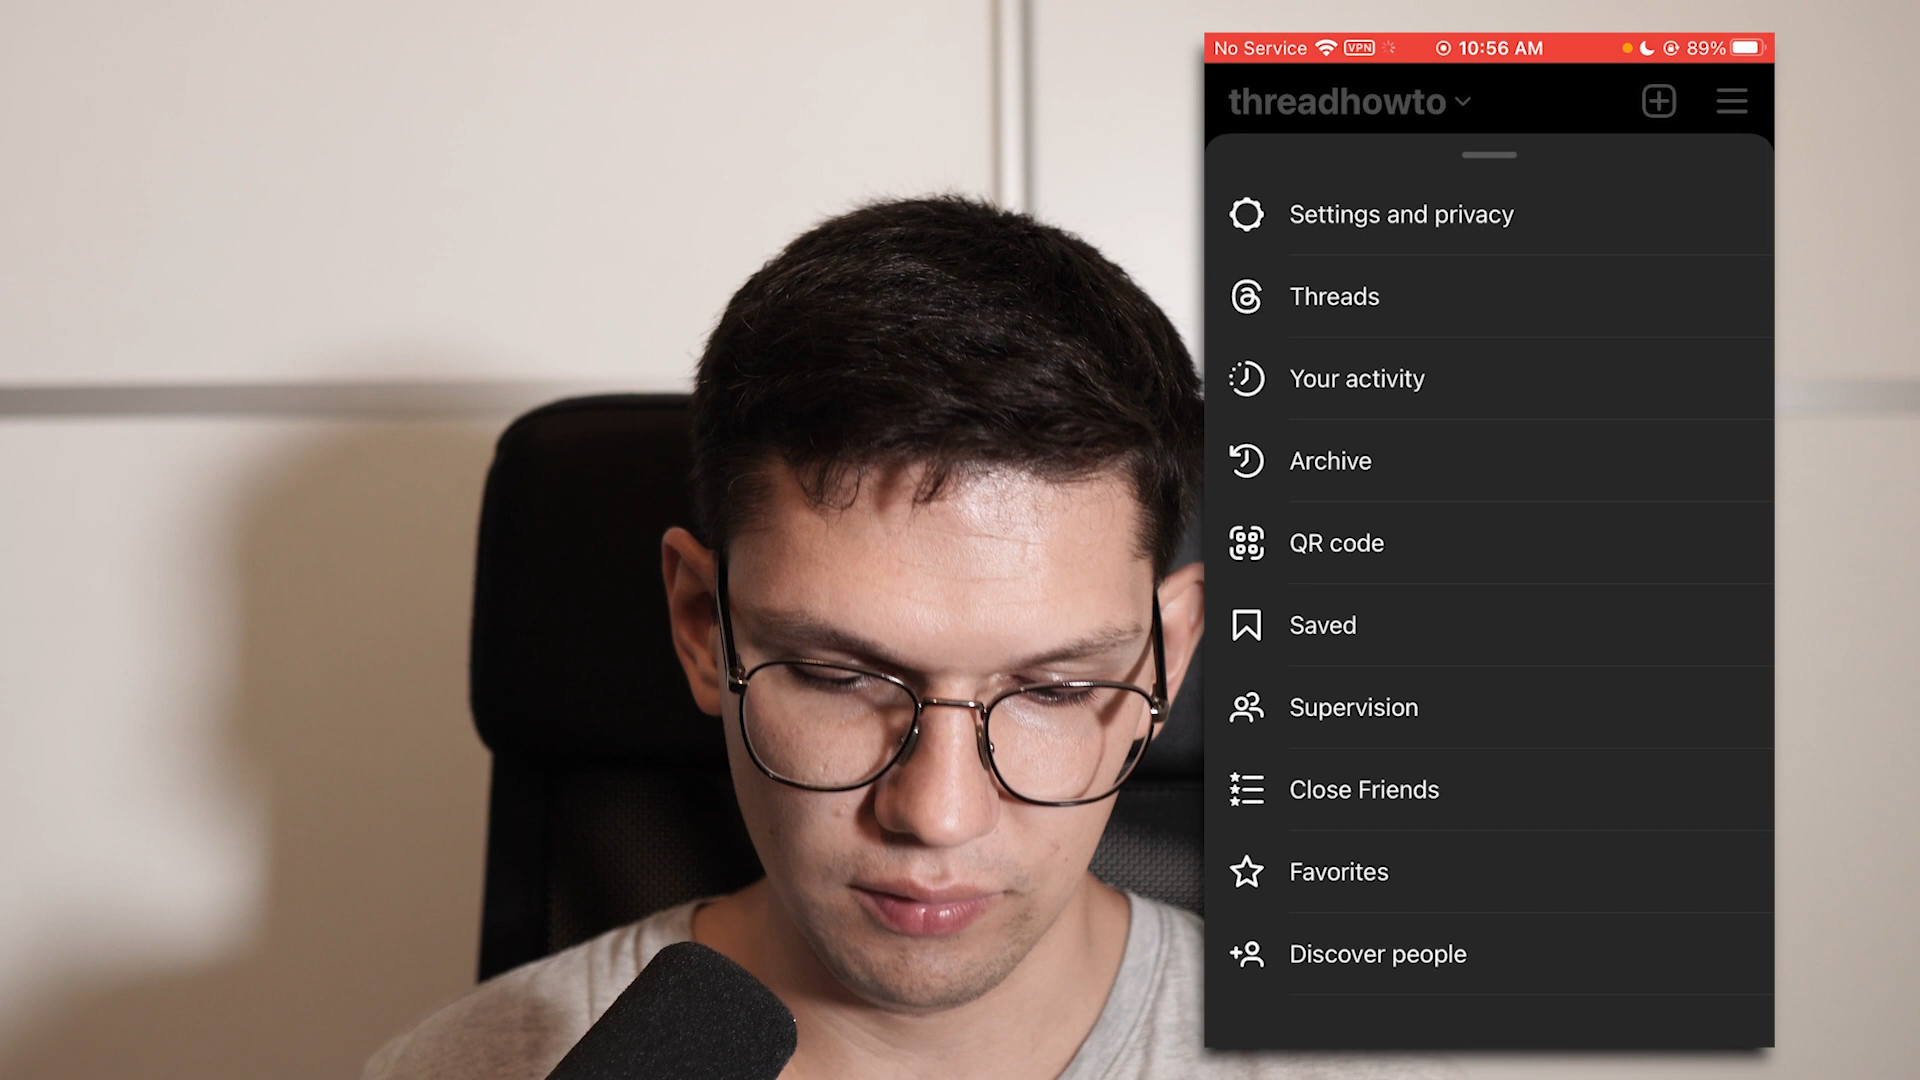 No Service VPN 10:56 AM 89%
threadhowto
Settings and privacy
Threads
Your activity
Archive
QR code
Saved
Supervision
Close Friends
Favorites
Discover people